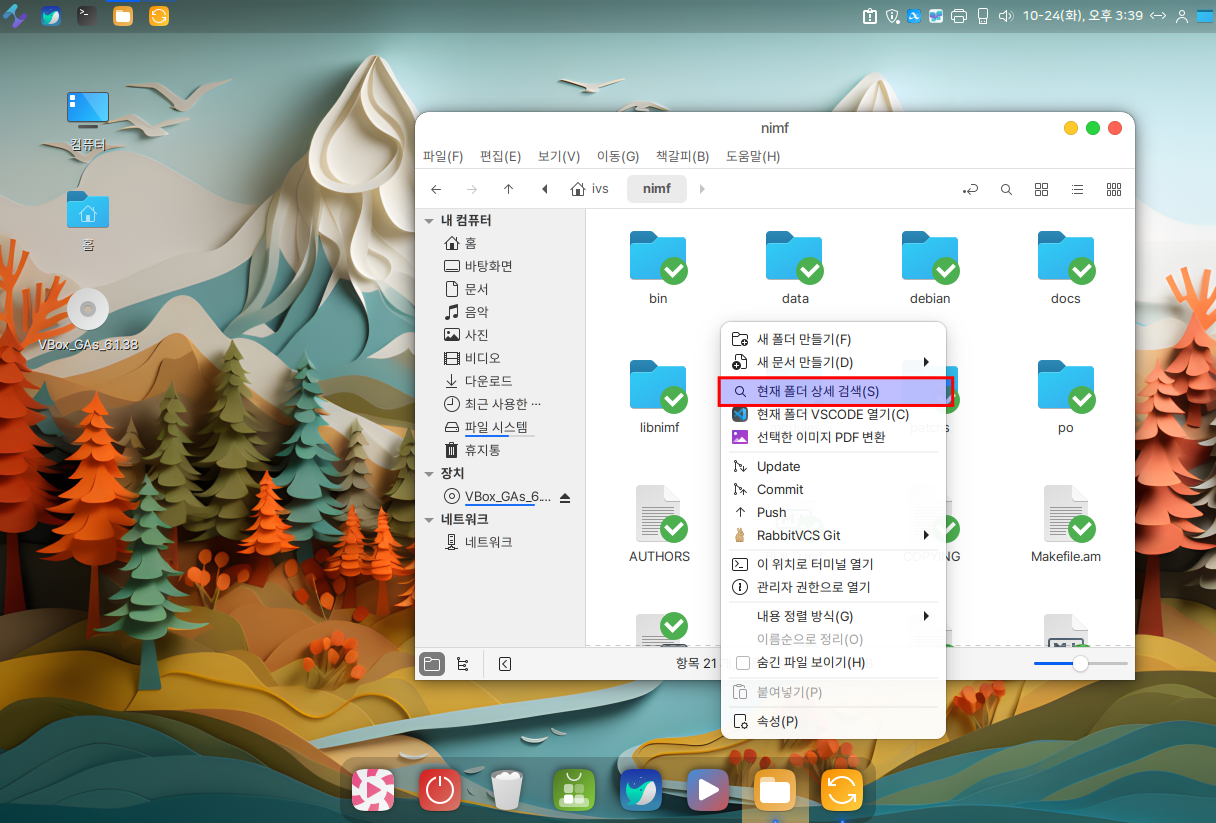 10-24(화), 오후 3:39
컴퓨터
홈
VBox_GAs_6.1.38
nimf
파일(F) 편집(E) 보기(V) 이동(G) 책갈피(B) 도움말(H)
ivs nimf
내 컴퓨터
홈
바탕화면
문서
음악
사진
비디오
다운로드
최근 사용한 ...
파일 시스템
휴지통
장치
VBox_GAs_6....
네트워크
네트워크
bin data debian docs
libnimf po
AUTHORS COPYING Makefile.am
새 폴더 만들기(F)
새 문서 만들기(D)
현재 폴더 상세 검색(S)
현재 폴더 VSCODE 열기(C)
선택한 이미지 PDF 변환
Update
Commit
Push
RabbitVCS Git
이 위치로 터미널 열기
관리자 권한으로 열기
내용 정렬 방식(G)
이름순으로 정리(O)
숨긴 파일 보이기(H)
붙여넣기(P)
속성(P)
항목 21